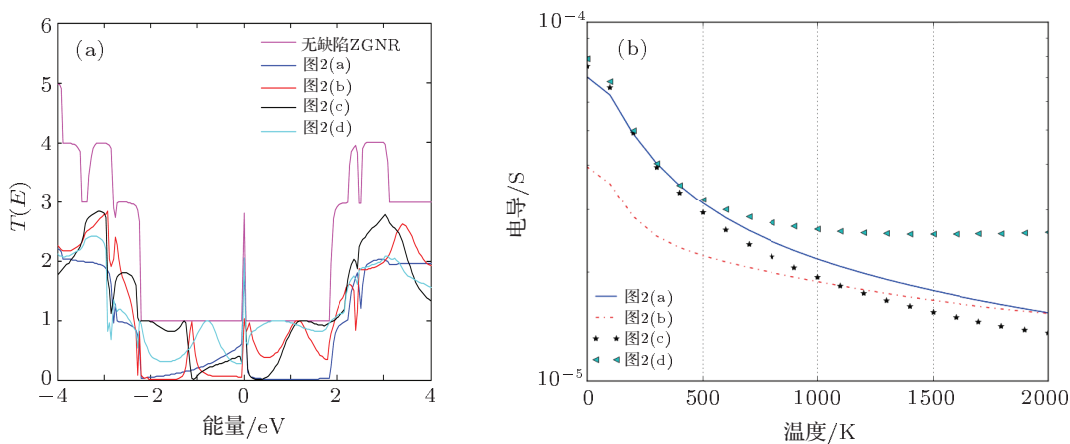 (a)
无缺陷ZGNR
图2(a)
图2(b)
图2(c)
图2(d)
T(E)
6
5
4
3
2
1
0
−4
−2
0
2
4
能量/eV
(b)
10⁻⁴
10⁻⁵
电导/S
图2(a)
图2(b)
图2(c)
图2(d)
0
500
1000
1500
2000
温度/K